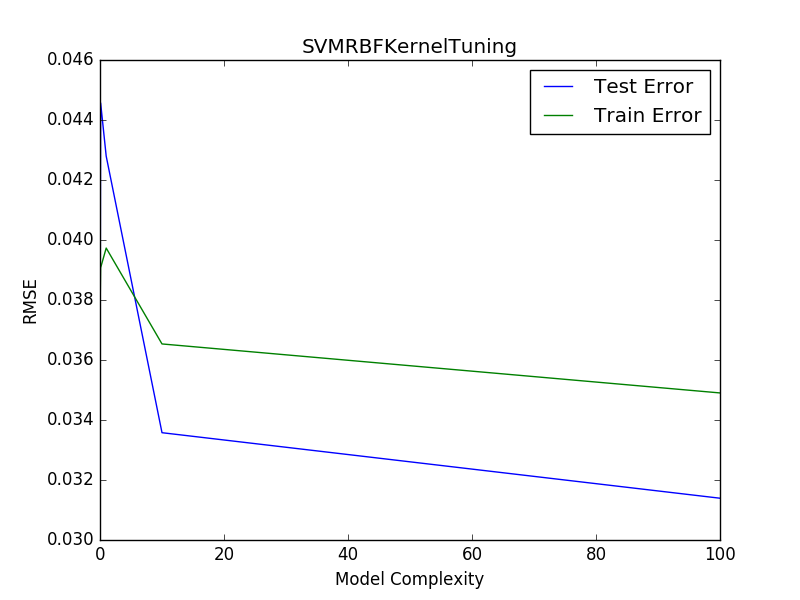 SVMRBFKernelTuning
0.046
0.044
0.042
0.040
0.038
0.036
0.034
0.032
0.030
RMSE
Test Error
Train Error
0 20 40 60 80 100
Model Complexity